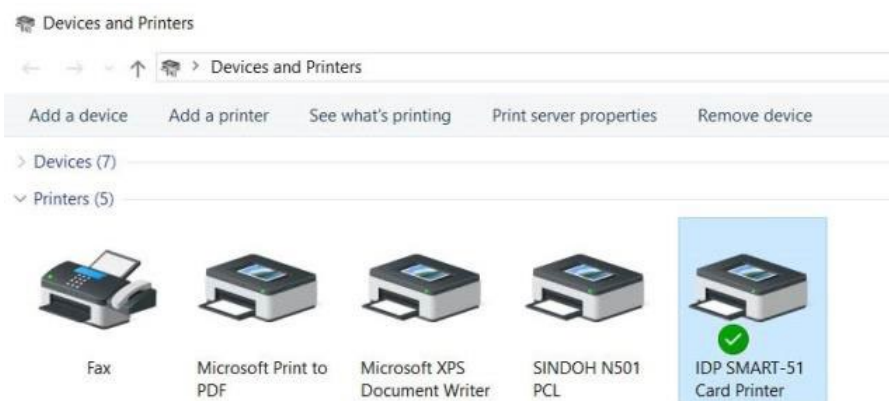 Devices and Printers
Devices and Printers
Add a device Add a printer See what's printing Print server properties Remove device
Devices (7)
Printers (5)
Fax Microsoft Print to Microsoft XPS SINDOH N501 IDP SMART-51
PDF Document Writer PCL Card Printer